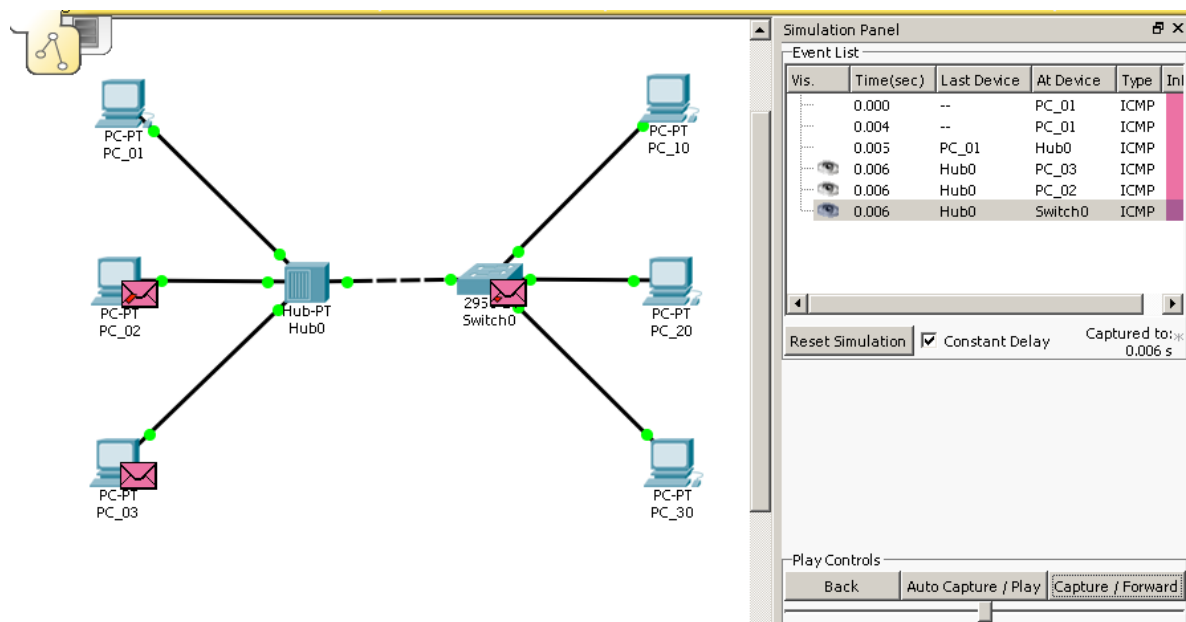 PC-PT
PC_01
PC-PT
PC_02
PC-PT
PC_03
Hub-PT
Hub0
Switch0
PC-PT
PC_10
PC-PT
PC_20
PC-PT
PC_30
Simulation Panel
Event List
Vis. Time(sec) Last Device At Device Type
0.000 -- PC_01 ICMP
0.004 -- PC_01 ICMP
0.005 PC_01 Hub0 ICMP
0.006 Hub0 PC_03 ICMP
0.006 Hub0 PC_02 ICMP
0.006 Hub0 Switch0 ICMP
Reset Simulation Constant Delay Captured to:*
0.006 s
Play Controls
Back Auto Capture / Play Capture / Forward